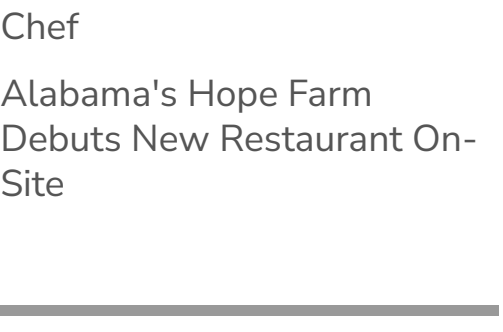 Chef
Alabama's Hope Farm
Debuts New Restaurant On-
Site